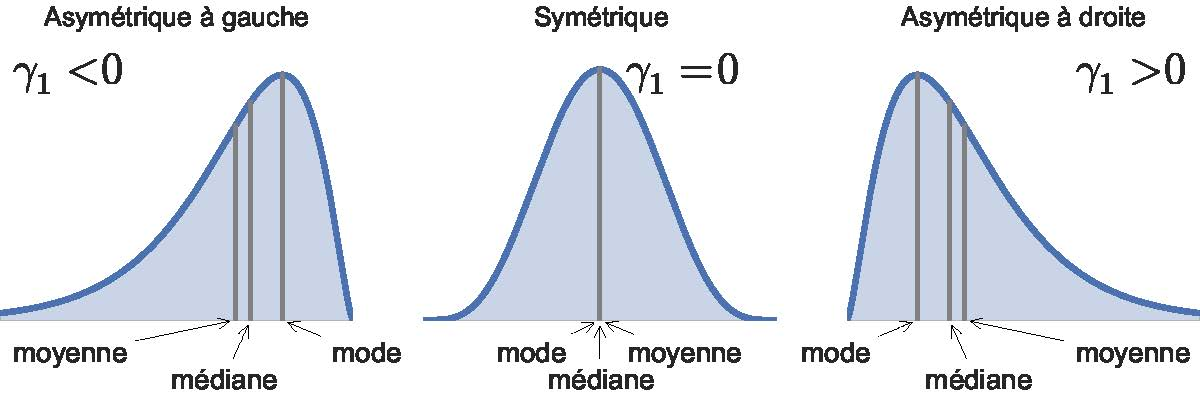 Asymétrique à gauche
γ₁ <0
moyenne
médiane
mode
Symétrique
γ₁ =0
mode
médiane
moyenne
Asymétrique à droite
γ₁ >0
mode
médiane
moyenne